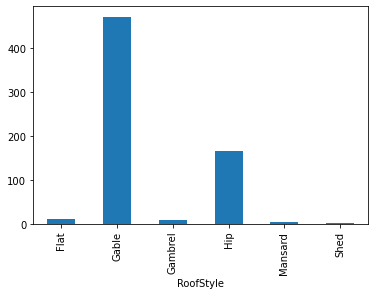 400
300
200
100
0
Flat
Gable
Gambrel
Hip
Mansard
Shed
RoofStyle